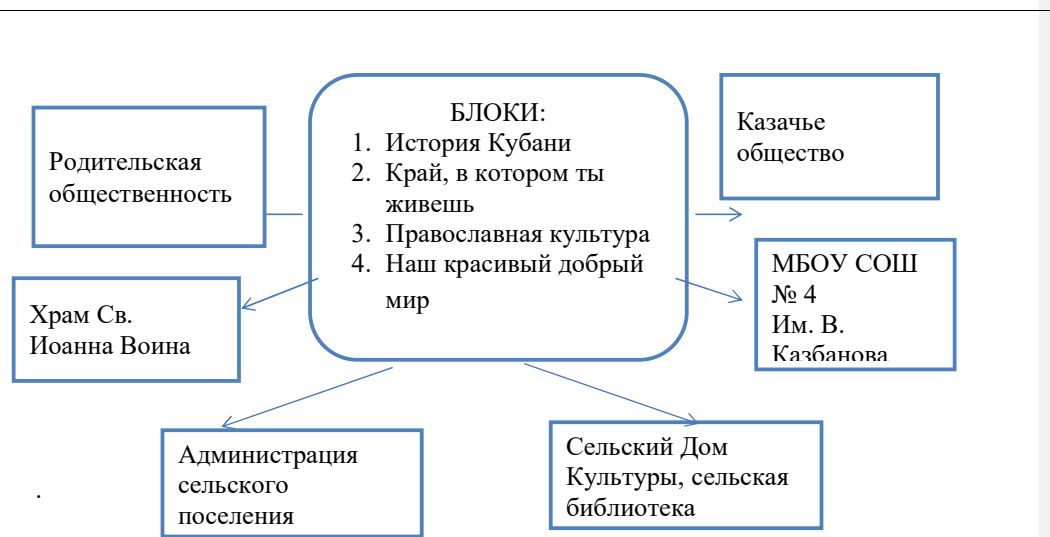 БЛОКИ:
1. История Кубани
2. Край, в котором ты
живешь
3. Православная культура
4. Наш красивый добрый
мир
Родительская
общественность
Казачье
общество
Храм Св.
Иоанна Воина
МБОУ СОШ
№ 4
Им. В.
Казбанова
Администрация
сельского
поселения
Сельский Дом
Культуры, сельская
библиотека
.